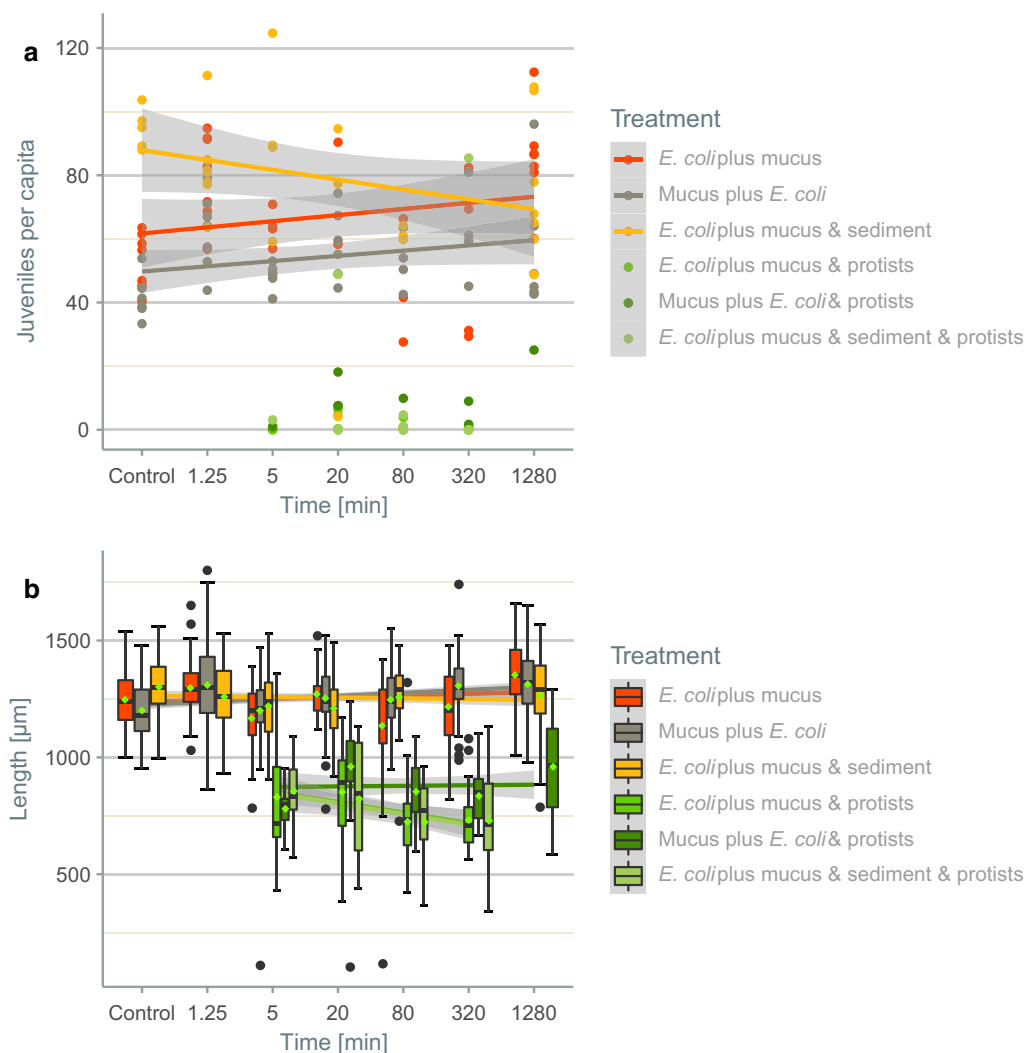 a
120
80
40
0
Juveniles per capita
Control 1.25 5 20 80 320 1280
Time [min]
Treatment
E. coli plus mucus
Mucus plus E. coli
E. coli plus mucus & sediment
E. coli plus mucus & protists
Mucus plus E. coli & protists
E. coli plus mucus & sediment & protists
b
1500
1000
500
Length [µm]
Control 1.25 5 20 80 320 1280
Time [min]
Treatment
E. coli plus mucus
Mucus plus E. coli
E. coli plus mucus & sediment
E. coli plus mucus & protists
Mucus plus E. coli & protists
E. coli plus mucus & sediment & protists